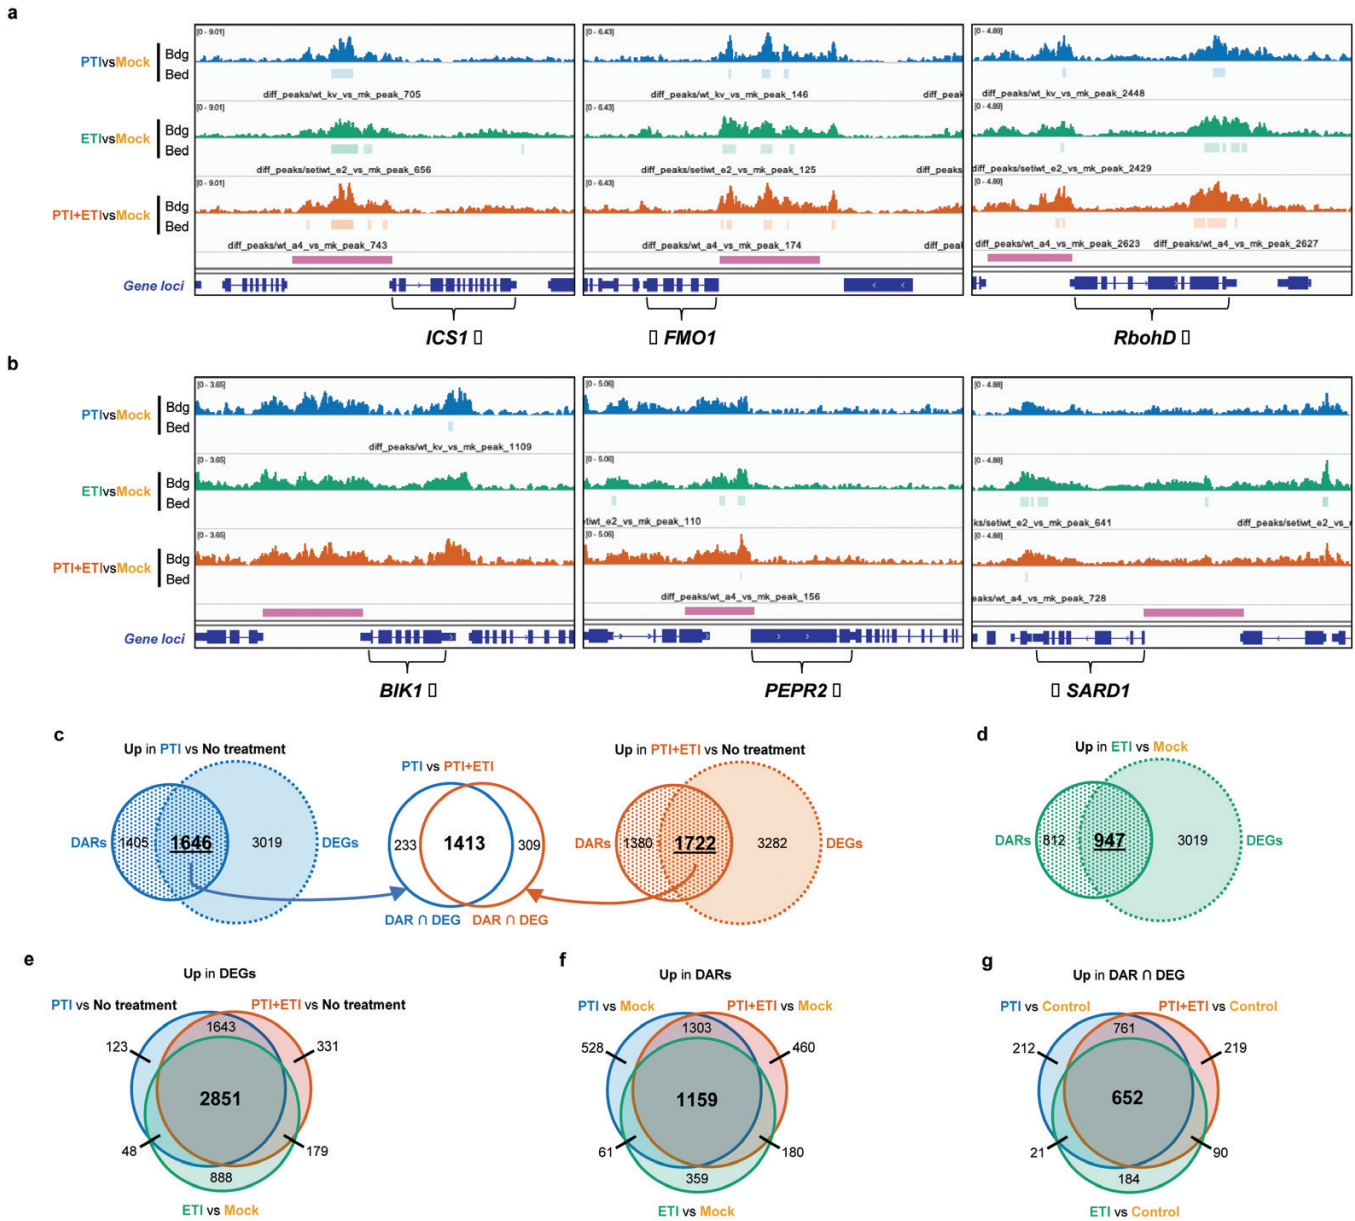 a
[0 - 9.01]
[0 - 6.43]
[0 - 4.89]
PTIvsMock
Bdg
Bed
diff_peaks/wt_kv_vs_mk_peak_705
diff_peaks/wt_kv_vs_mk_peak_146
diff_peal
diff_peaks/wt_kv_vs_mk_peak_2448
[0 - 9.01]
[0 - 6.43]
[0 - 4.89]
ETIvsMock
Bdg
Bed
diff_peaks/setiwt_e2_vs_mk_peak_656
diff_peaks/setiwt_e2_vs_mk_peak_125
diff_peaks
diff_peaks/setiwt_e2_vs_mk_peak_2429
[0 - 9.01]
[0 - 6.43]
[0 - 4.89]
PTI+ETIvsMock
Bdg
Bed
diff_peaks/wt_a4_vs_mk_peak_743
diff_peaks/wt_a4_vs_mk_peak_174
diff_peal
diff_peaks/wt_a4_vs_mk_peak_2623
diff_peaks/wt_a4_vs_mk_peak_2627
Gene loci
ICS1
FMO1
RbohD
b
[0 - 3.65]
[0 - 5.06]
[0 - 4.88]
PTIvsMock
Bdg
Bed
diff_peaks/wt_kv_vs_mk_peak_1109
[0 - 3.65]
[0 - 5.06]
[0 - 4.88]
ETIvsMock
Bdg
Bed
tiwt_e2_vs_mk_peak_110
ks/setiwt_e2_vs_mk_peak_641
diff_peaks/setiwt_e2_vs_r
[0 - 3.65]
[0 - 5.06]
[0 - 4.88]
PTI+ETIvsMock
Bdg
Bed
diff_peaks/wt_a4_vs_mk_peak_156
eaks/wt_a4_vs_mk_peak_728
Gene loci
BIK1
PEPR2
SARD1
c
Up in PTI vs No treatment
DARs
1405
1646
3019
DEGs
PTI vs PTI+ETI
233
1413
309
DAR ∩ DEG
DAR ∩ DEG
Up in PTI+ETI vs No treatment
DARs
1380
1722
3282
DEGs
d
Up in ETI vs Mock
DARs
812
947
3019
DEGs
e
Up in DEGs
PTI vs No treatment
PTI+ETI vs No treatment
1643
123
331
2851
48
179
888
ETI vs Mock
f
Up in DARs
PTI vs Mock
PTI+ETI vs Mock
1303
528
460
1159
61
180
359
ETI vs Mock
g
Up in DAR ∩ DEG
PTI vs Control
PTI+ETI vs Control
761
212
219
652
21
90
184
ETI vs Control